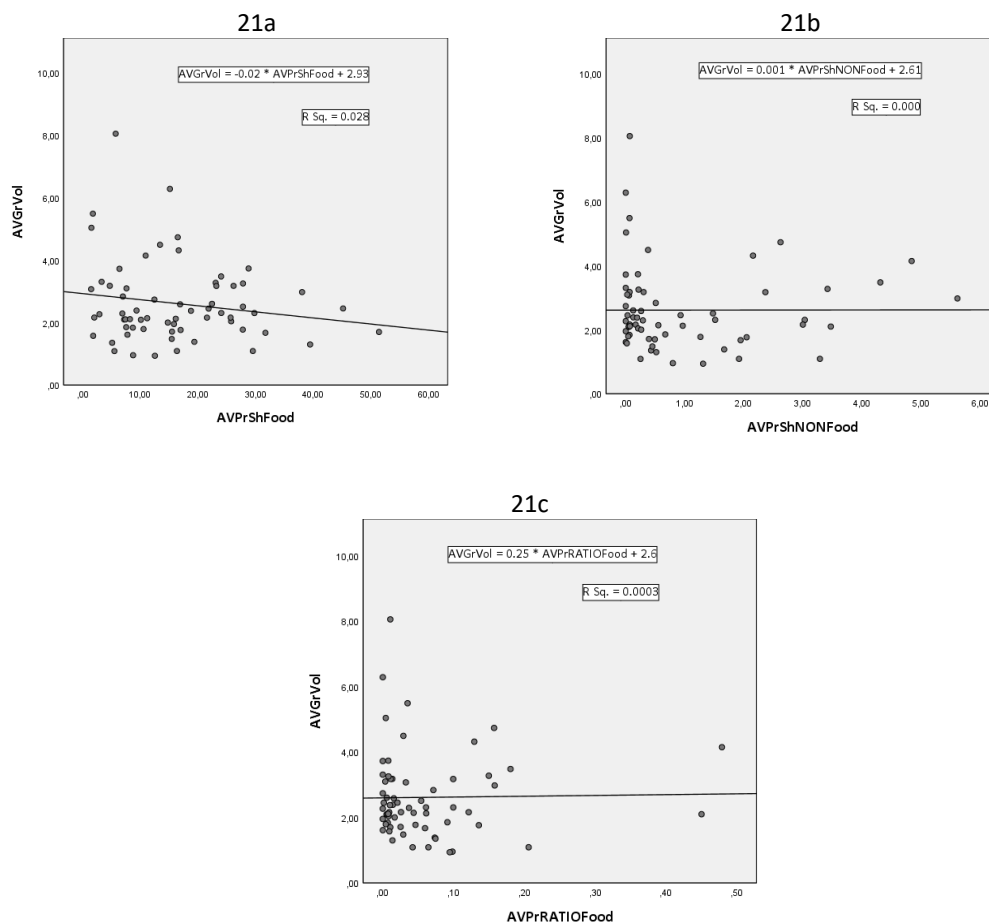 21a
AVGrVol = -0.02 * AVPrShFood + 2.93
R Sq. = 0.028
10,00
8,00
6,00
4,00
2,00
,00
AVGrVol
,00 10,00 20,00 30,00 40,00 50,00 60,00
AVPrShFood
21b
AVGrVol = 0.001 * AVPrShNONFood + 2.61
R Sq. = 0.000
10,00
8,00
6,00
4,00
2,00
,00
AVGrVol
,00 1,00 2,00 3,00 4,00 5,00 6,00
AVPrShNONFood
21c
AVGrVol = 0.25 * AVPrRATIOFood + 2.6
R Sq. = 0.0003
10,00
8,00
6,00
4,00
2,00
,00
AVGrVol
,00 ,10 ,20 ,30 ,40 ,50
AVPrRATIOFood